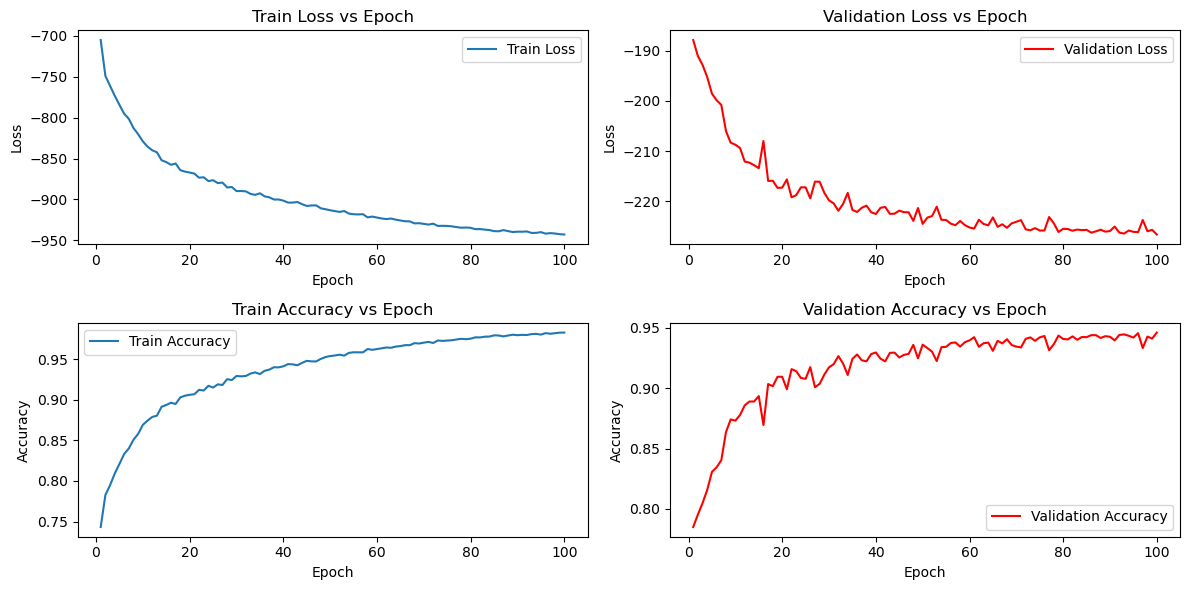 Train Loss vs Epoch
−700
−750
−800
−850
−900
−950
Loss
Train Loss
0 20 40 60 80 100
Epoch
Validation Loss vs Epoch
−190
−200
−210
−220
Loss
Validation Loss
0 20 40 60 80 100
Epoch
Train Accuracy vs Epoch
0.95
0.90
0.85
0.80
0.75
Accuracy
Train Accuracy
0 20 40 60 80 100
Epoch
Validation Accuracy vs Epoch
0.95
0.90
0.85
0.80
Accuracy
Validation Accuracy
0 20 40 60 80 100
Epoch